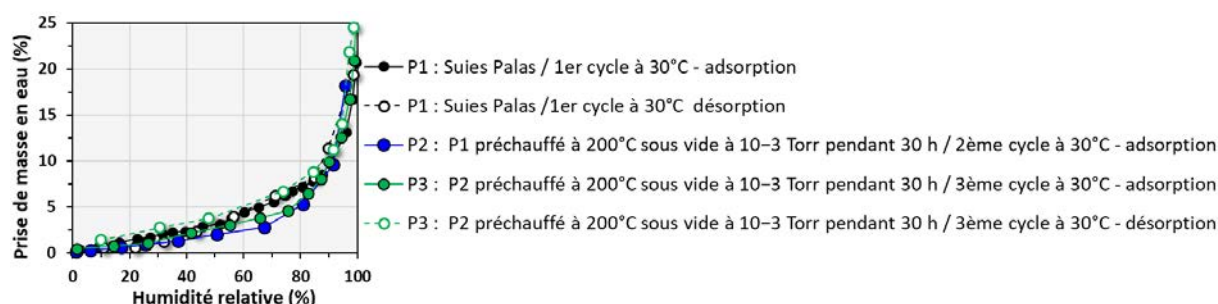 Prise de masse en eau (%)
25
20
15
10
5
0
0 20 40 60 80 100
Humidité relative (%)
P1 : Suies Palas / 1er cycle à 30°C - adsorption
P1 : Suies Palas /1er cycle à 30°C désorption
P2 : P1 préchauffé à 200°C sous vide à 10−3 Torr pendant 30 h / 2ème cycle à 30°C - adsorption
P3 : P2 préchauffé à 200°C sous vide à 10−3 Torr pendant 30 h / 3ème cycle à 30°C - adsorption
P3 : P2 préchauffé à 200°C sous vide à 10−3 Torr pendant 30 h / 3ème cycle à 30°C - désorption